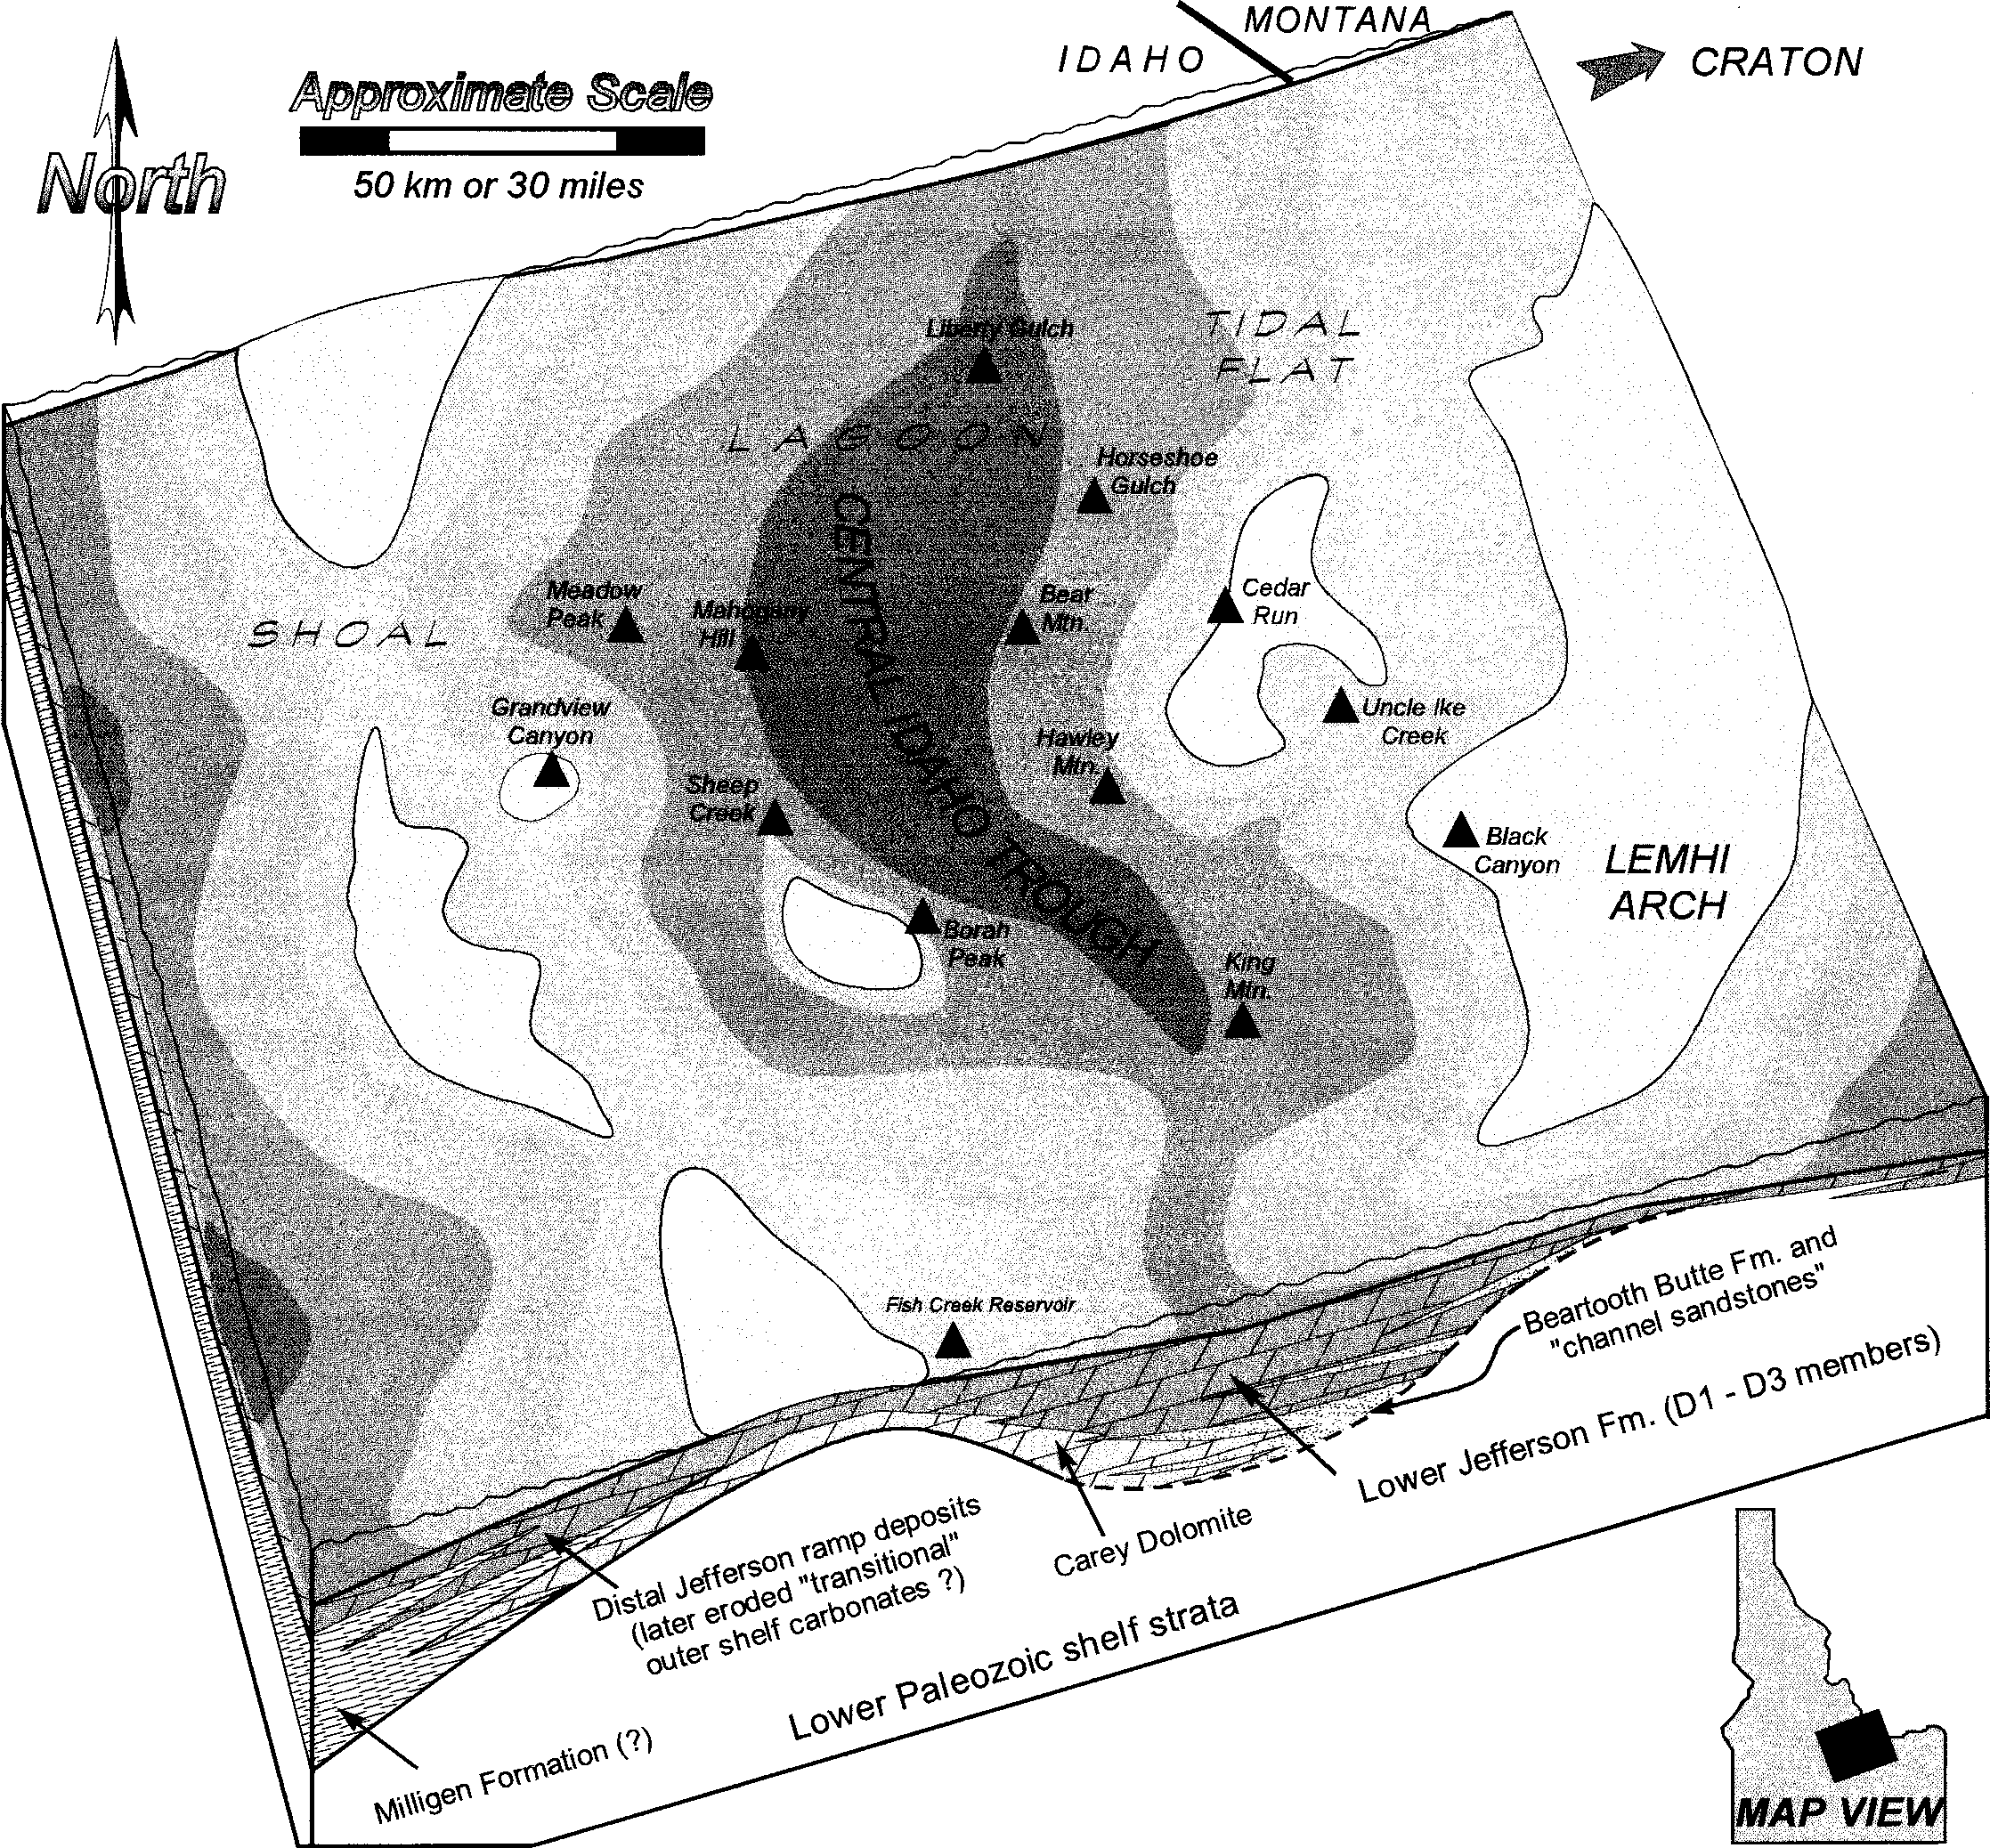 MONTANA
IDAHO
CRATON
Approximate Scale
North
50 km or 30 miles
TIDAL
FLAT
Liberty Gulch
LAGOON
Horseshoe
Gulch
CENTRAL IDAHO TROUGH
Meadow
Peak
Mahogany
Hill
Bear
Mtn.
Cedar
Run
SHOAL
Grandview
Canyon
Uncle Ike
Creek
Hawley
Mtn.
Sheep
Creek
Black
Canyon
LEMHI
ARCH
Borah
Peak
King
Mtn.
Fish Creek Reservoir
Beartooth Butte Fm. and
"channel sandstones"
Lower Jefferson Fm. (D1 - D3 members)
Carey Dolomite
Distal Jefferson ramp deposits
(later eroded "transitional"
outer shelf carbonates ?)
Lower Paleozoic shelf strata
Milligen Formation (?)
MAP VIEW